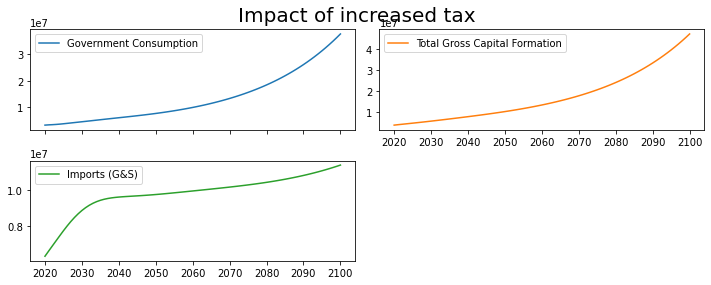 Impact of increased tax
1e7
Government Consumption
3
2
1
1e7
Total Gross Capital Formation
4
3
2
1
2020 2030 2040 2050 2060 2070 2080 2090 2100
1e7
Imports (G&S)
1.0
0.8
2020 2030 2040 2050 2060 2070 2080 2090 2100